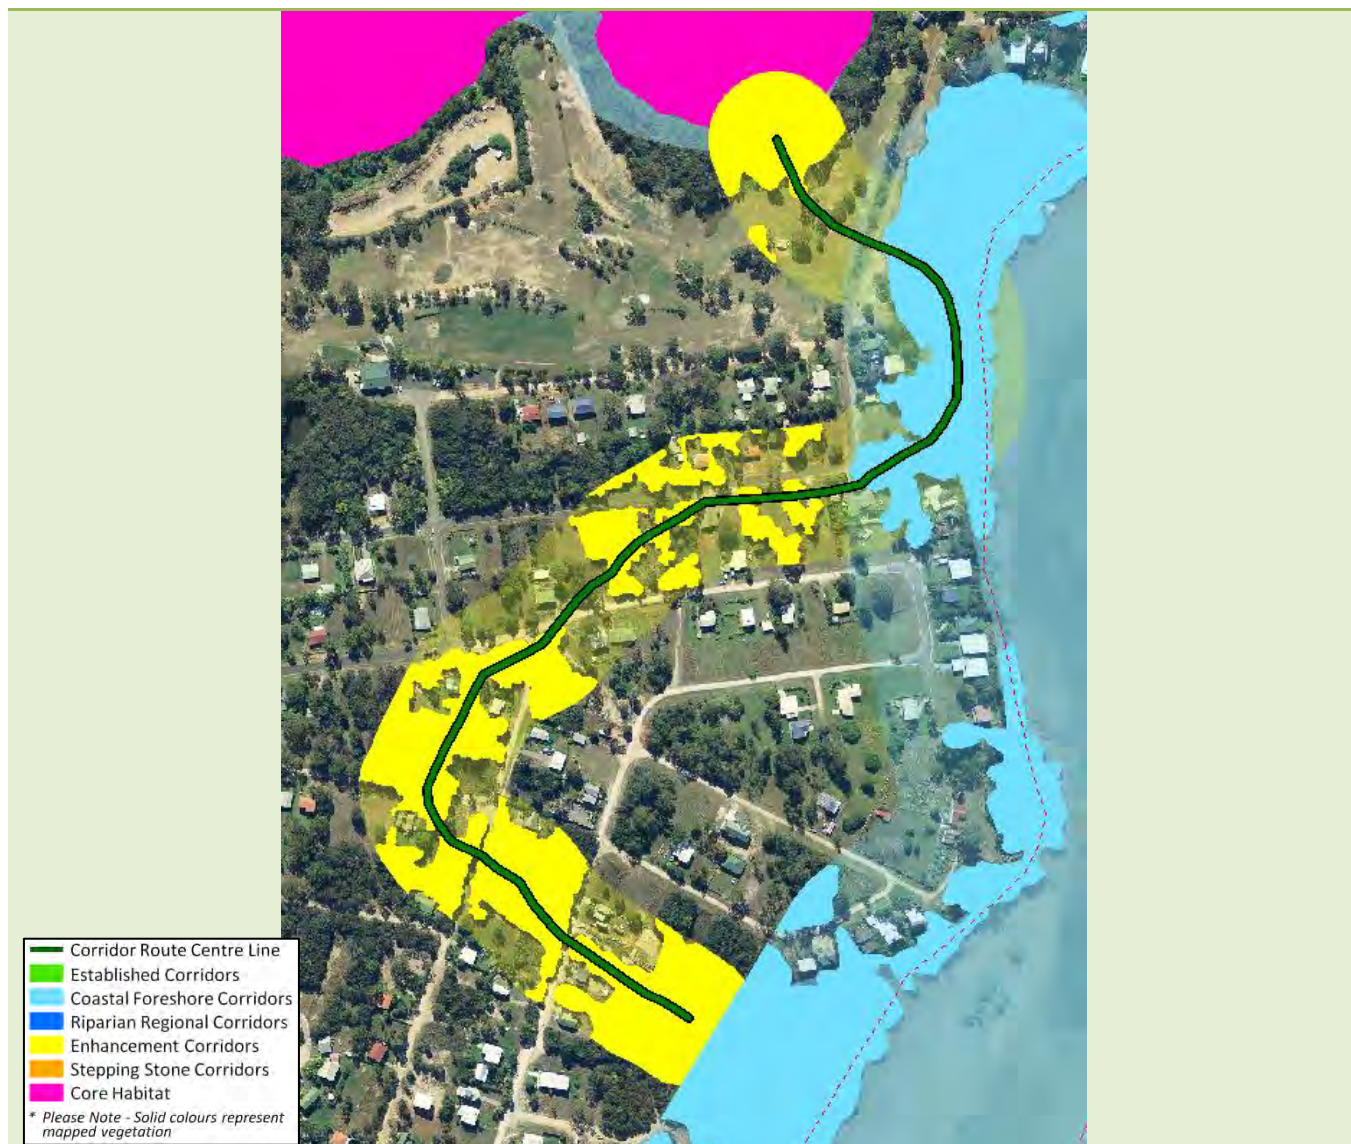 Corridor Route Centre Line
Established Corridors
Coastal Foreshore Corridors
Riparian Regional Corridors
Enhancement Corridors
Stepping Stone Corridors
Core Habitat
* Please Note - Solid colours represent
mapped vegetation